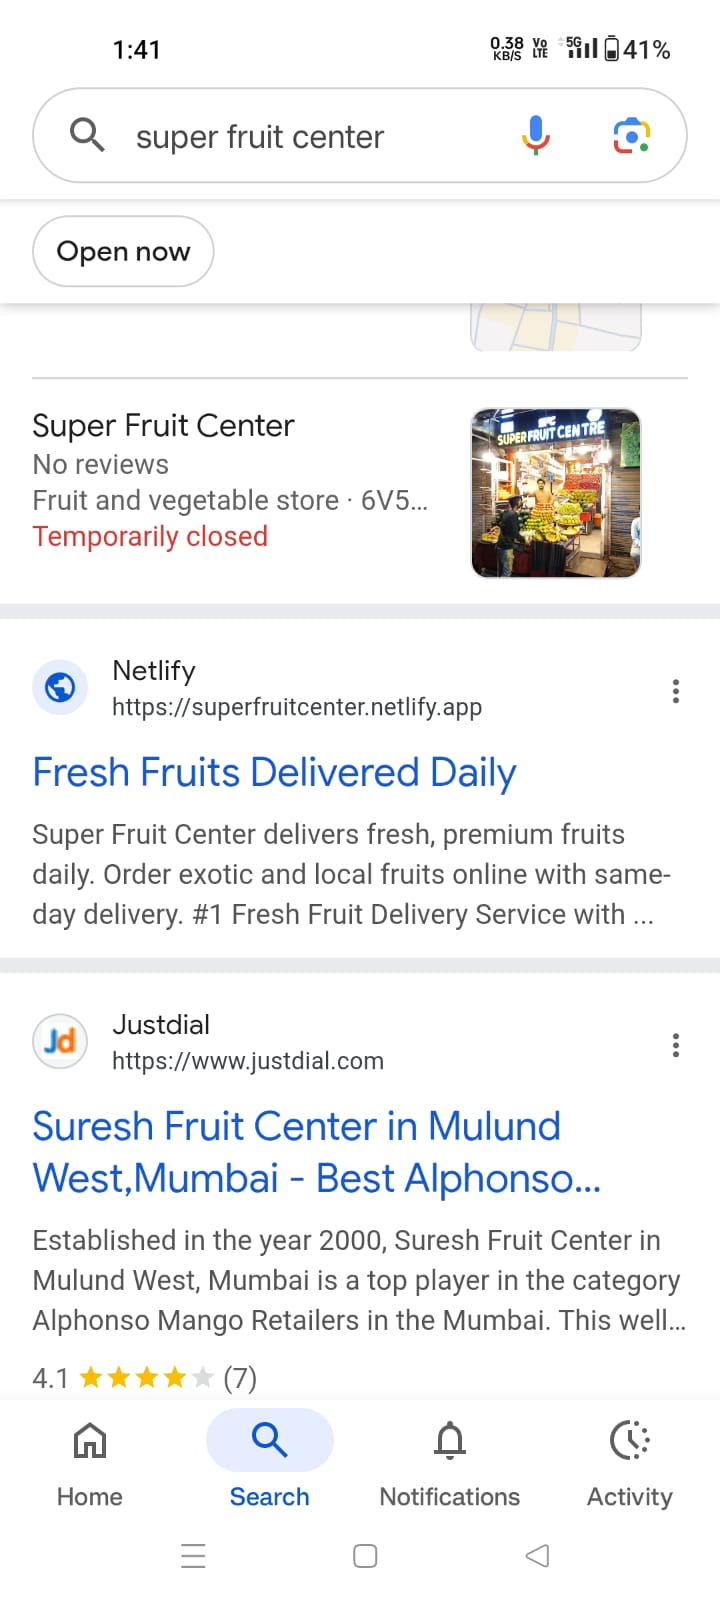 1:41
0.38 KB/S Vo LTE 5G 41%
super fruit center
Open now
Super Fruit Center
No reviews
Fruit and vegetable store · 6V5...
Temporarily closed
SFC
SUPER FRUIT CENTRE
Netlify
https://superfruitcenter.netlify.app
Fresh Fruits Delivered Daily
Super Fruit Center delivers fresh, premium fruits
daily. Order exotic and local fruits online with same-
day delivery. #1 Fresh Fruit Delivery Service with ...
Jd
Justdial
https://www.justdial.com
Suresh Fruit Center in Mulund
West,Mumbai - Best Alphonso...
Established in the year 2000, Suresh Fruit Center in
Mulund West, Mumbai is a top player in the category
Alphonso Mango Retailers in the Mumbai. This well...
4.1 (7)
Home
Search
Notifications
Activity